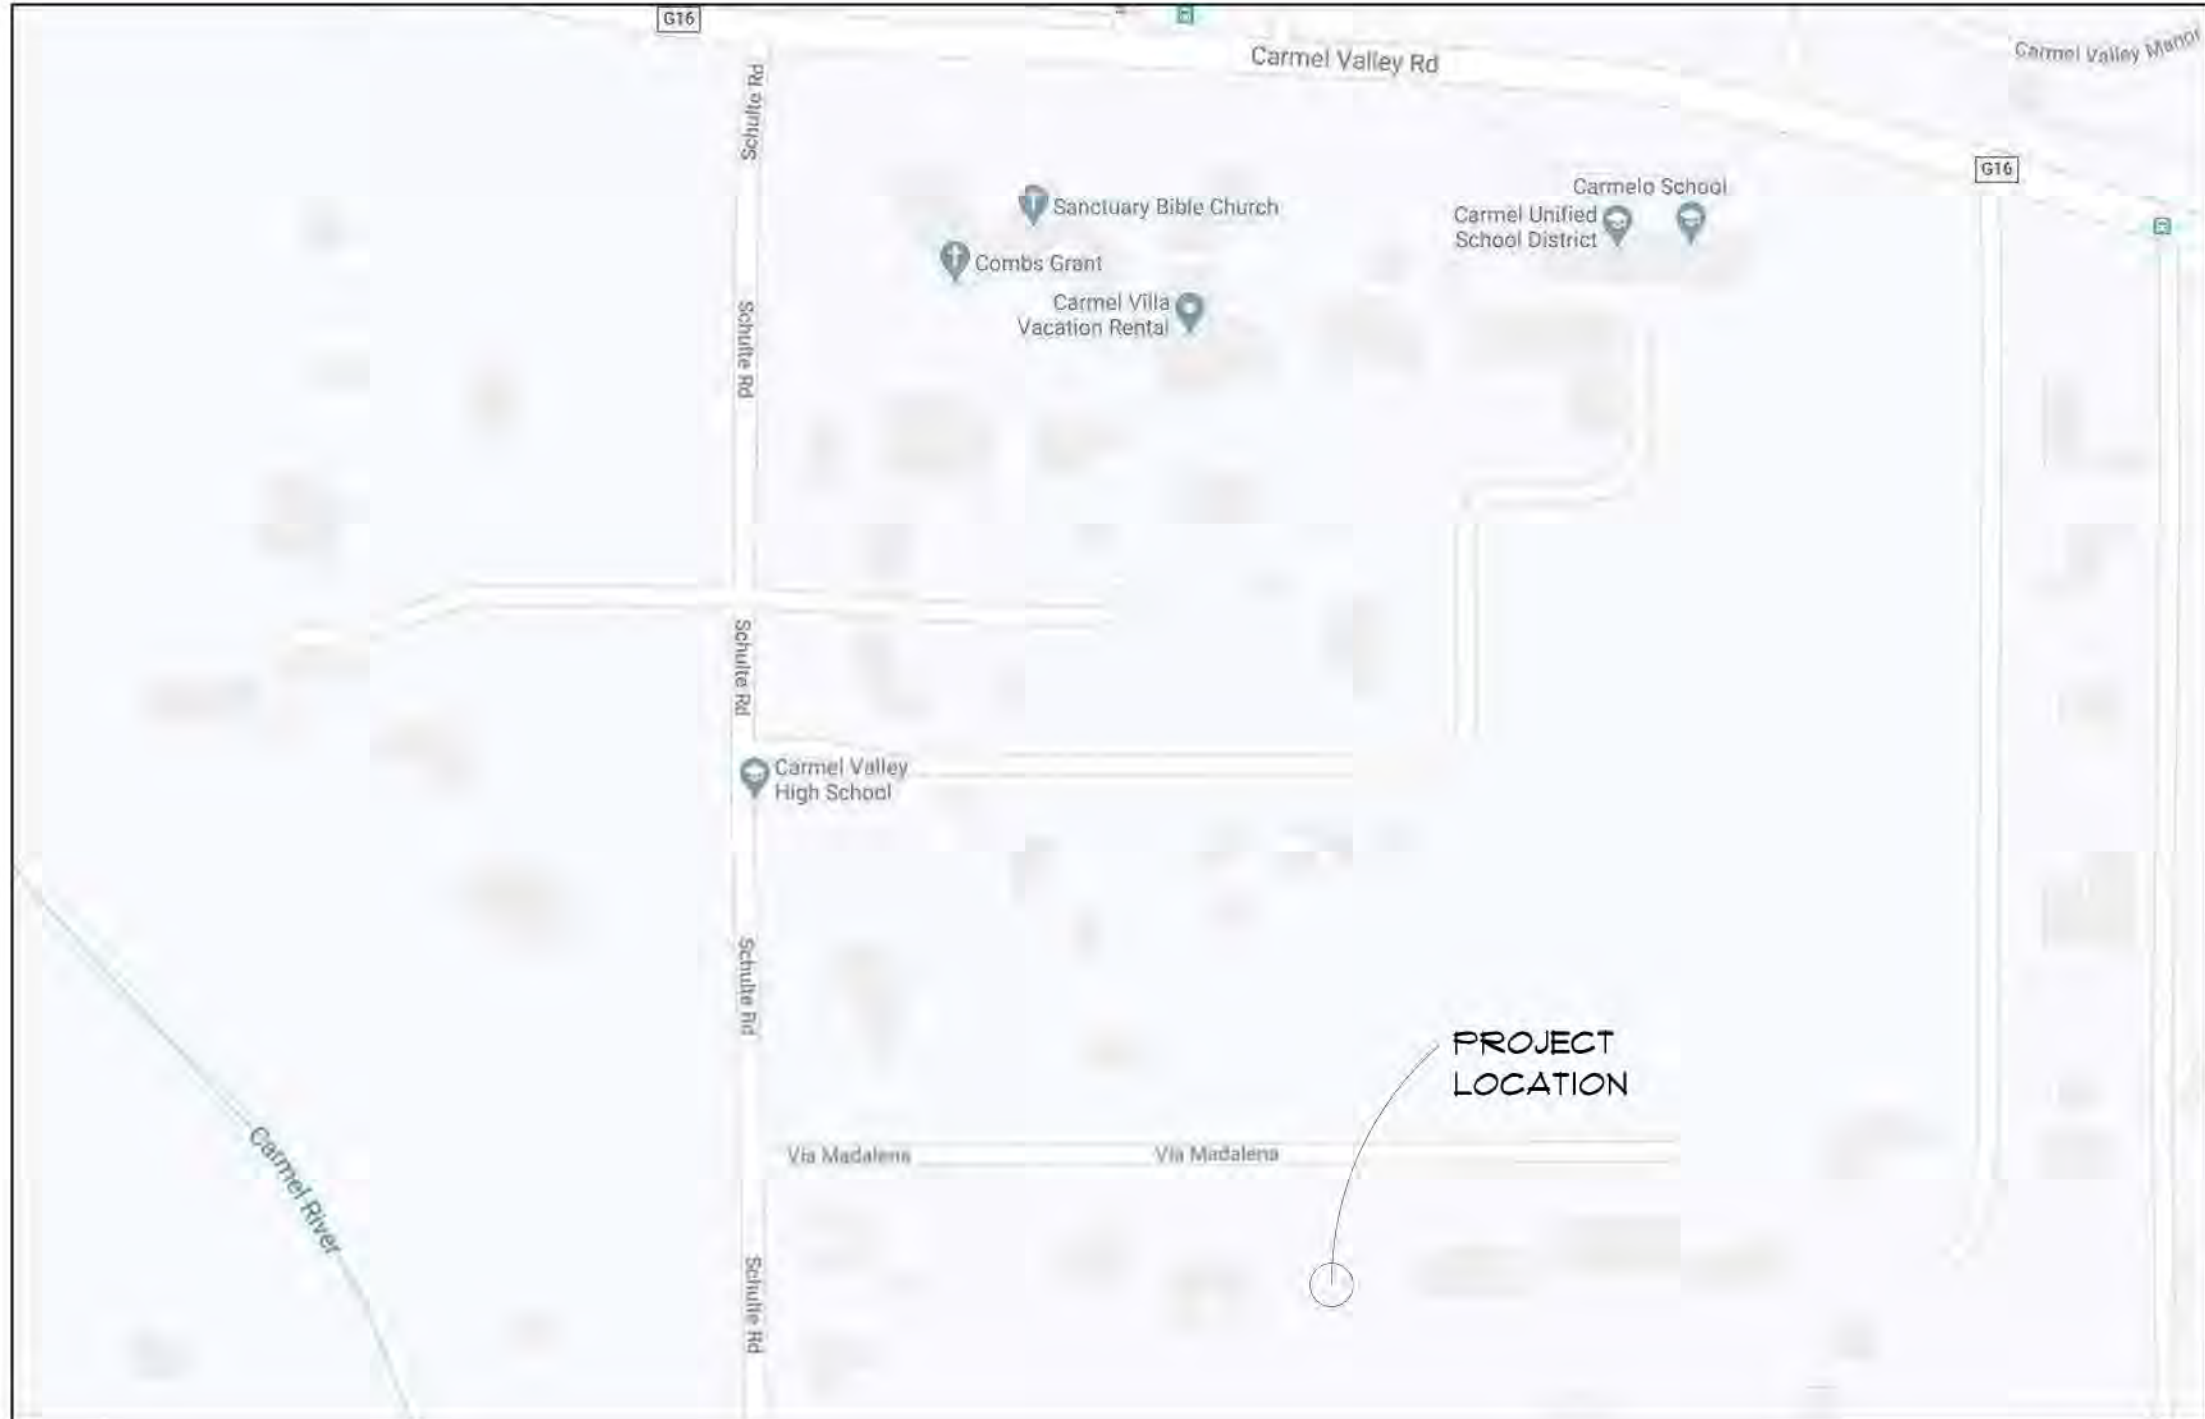 G16
Carmel Valley Rd
Carmel Valley Manor
Schulte Rd
G16
Carmelo School
Sanctuary Bible Church
Carmel Unified
School District
Combs Grant
Carmel Villa
Vacation Rental
Schulte Rd
Schulte Rd
Carmel Valley
High School
Schulte Rd
PROJECT
LOCATION
Carmel River
Via Madalena
Via Madalena
Schulte Rd